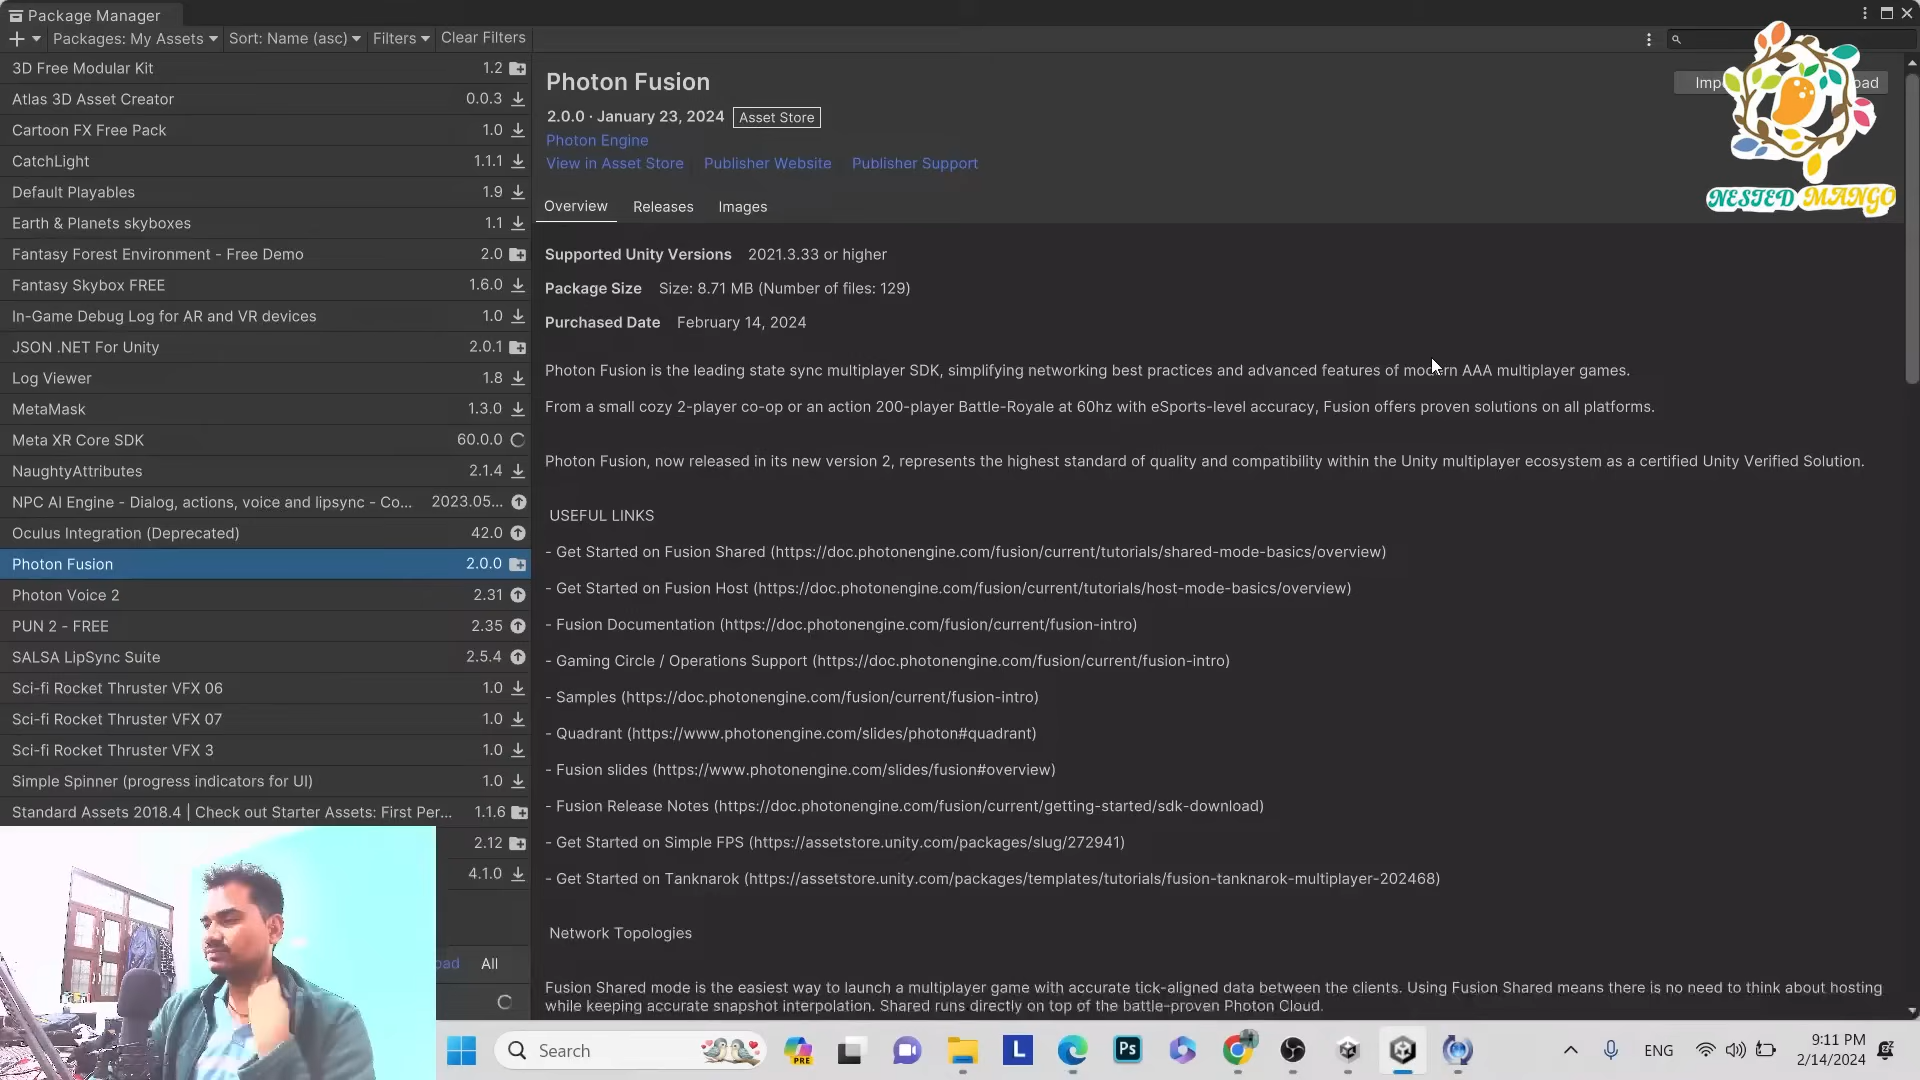 Package Manager
Packages: My Assets
Sort: Name (asc)
Filters
Clear Filters
3D Free Modular Kit 1.2
Atlas 3D Asset Creator 0.0.3
Cartoon FX Free Pack 1.0
CatchLight 1.1.1
Default Playables 1.9
Earth & Planets skyboxes 1.1
Fantasy Forest Environment - Free Demo 2.0
Fantasy Skybox FREE 1.6.0
In-Game Debug Log for AR and VR devices 1.0
JSON .NET For Unity 2.0.1
Log Viewer 1.8
MetaMask 1.3.0
Meta XR Core SDK 60.0.0
NaughtyAttributes 2.1.4
NPC AI Engine - Dialog, actions, voice and lipsync - Co... 2023.05...
Oculus Integration (Deprecated) 42.0
Photon Fusion 2.0.0
Photon Voice 2 2.31
PUN 2 - FREE 2.35
SALSA LipSync Suite 2.5.4
Sci-fi Rocket Thruster VFX 06 1.0
Sci-fi Rocket Thruster VFX 07 1.0
Sci-fi Rocket Thruster VFX 3 1.0
Simple Spinner (progress indicators for UI) 1.0
Standard Assets 2018.4 | Check out Starter Assets: First Per... 1.1.6
2.12
4.1.0
All
Photon Fusion
2.0.0 · January 23, 2024 Asset Store
Photon Engine
View in Asset Store Publisher Website Publisher Support
NESTED MANGO
Overview Releases Images
Supported Unity Versions 2021.3.33 or higher
Package Size Size: 8.71 MB (Number of files: 129)
Purchased Date February 14, 2024
Photon Fusion is the leading state sync multiplayer SDK, simplifying networking best practices and advanced features of modern AAA multiplayer games.
From a small cozy 2-player co-op or an action 200-player Battle-Royale at 60hz with eSports-level accuracy, Fusion offers proven solutions on all platforms.
Photon Fusion, now released in its new version 2, represents the highest standard of quality and compatibility within the Unity multiplayer ecosystem as a certified Unity Verified Solution.
USEFUL LINKS
- Get Started on Fusion Shared (https://doc.photonengine.com/fusion/current/tutorials/shared-mode-basics/overview)
- Get Started on Fusion Host (https://doc.photonengine.com/fusion/current/tutorials/host-mode-basics/overview)
- Fusion Documentation (https://doc.photonengine.com/fusion/current/fusion-intro)
- Gaming Circle / Operations Support (https://doc.photonengine.com/fusion/current/fusion-intro)
- Samples (https://doc.photonengine.com/fusion/current/fusion-intro)
- Quadrant (https://www.photonengine.com/slides/photon#quadrant)
- Fusion slides (https://www.photonengine.com/slides/fusion#overview)
- Fusion Release Notes (https://doc.photonengine.com/fusion/current/getting-started/sdk-download)
- Get Started on Simple FPS (https://assetstore.unity.com/packages/slug/272941)
- Get Started on Tanknarok (https://assetstore.unity.com/packages/templates/tutorials/fusion-tanknarok-multiplayer-202468)
Network Topologies
Fusion Shared mode is the easiest way to launch a multiplayer game with accurate tick-aligned data between the clients. Using Fusion Shared means there is no need to think about hosting
while keeping accurate snapshot interpolation. Shared runs directly on top of the battle-proven Photon Cloud.
Search
PRE
L
Ps
ENG
9:11 PM
2/14/2024